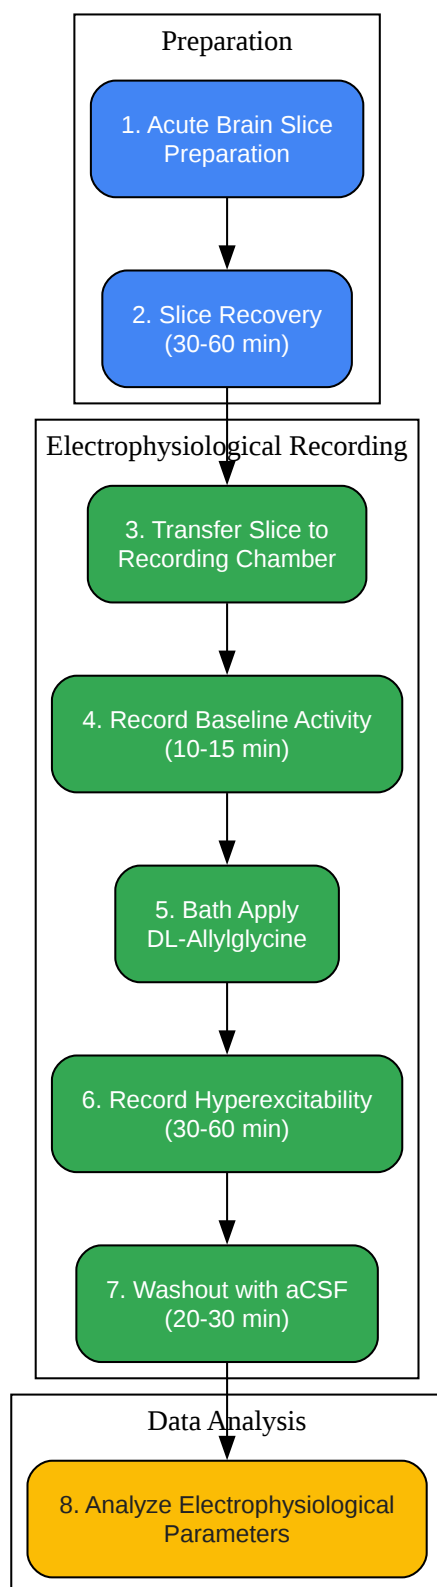 Preparation
1. Acute Brain Slice
Preparation
2. Slice Recovery
(30-60 min)
Electrophysiological Recording
3. Transfer Slice to
Recording Chamber
4. Record Baseline Activity
(10-15 min)
5. Bath Apply
DL-Allylglycine
6. Record Hyperexcitability
(30-60 min)
7. Washout with aCSF
(20-30 min)
Data Analysis
8. Analyze Electrophysiological
Parameters